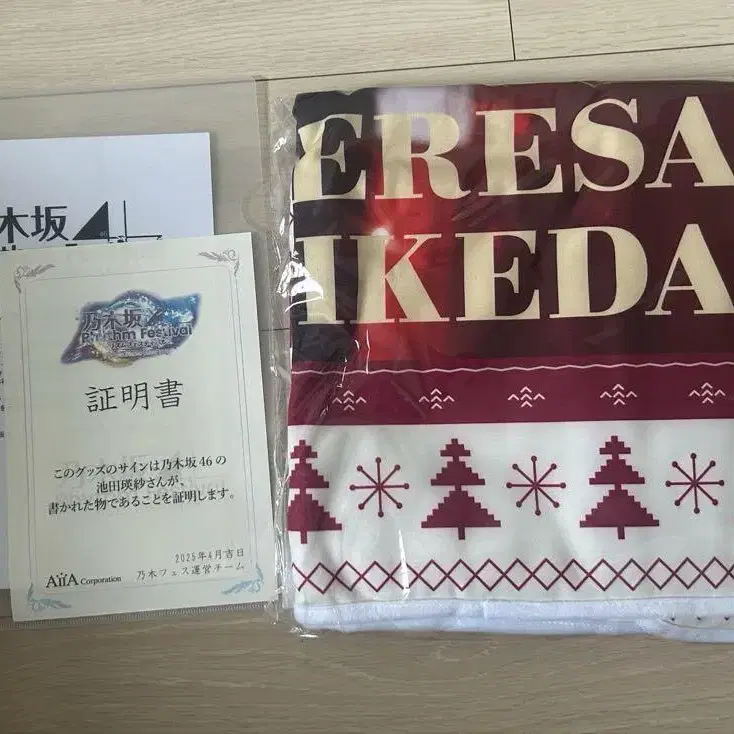 木坂
乃木坂
Rhythm Festival
証明書
このグッズのサインは乃木坂46の
池田瑛紗さんが、
書かれた物であることを証明します。
2025年4月吉日
乃木フェス運営チーム
AiiA Corporation
ERESA
IKEDA